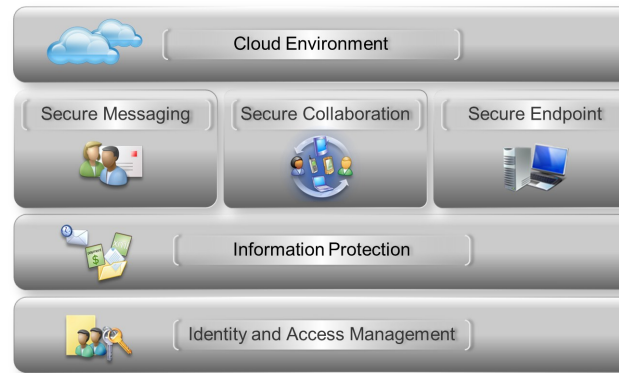 Cloud Environment
Secure Messaging
Secure Collaboration
Secure Endpoint
Information Protection
Identity and Access Management